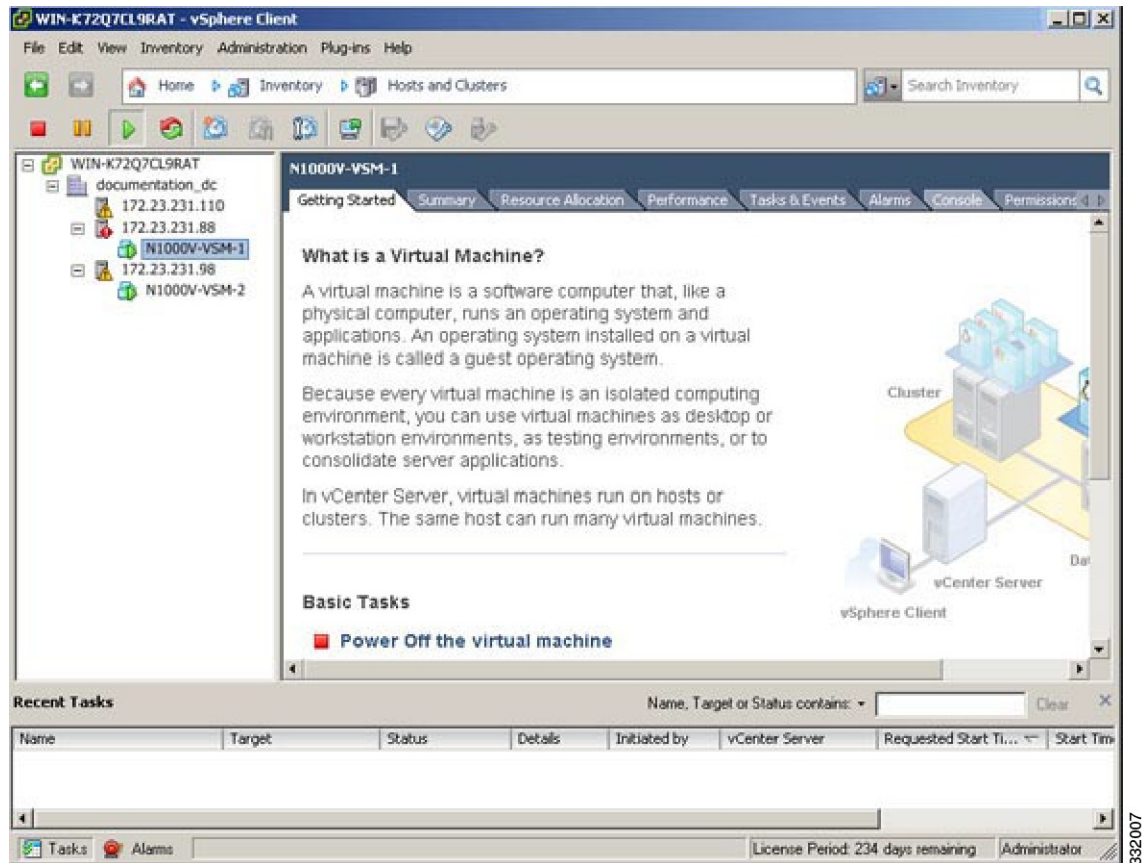 WIN-K72Q7CL9RAT - vSphere Client
File Edit View Inventory Administration Plug-ins Help
Home Inventory Hosts and Clusters
Search Inventory
WIN-K72Q7CL9RAT
documentation_dc
172.23.231.110
172.23.231.88
N1000V-VSM-1
172.23.231.98
N1000V-VSM-2
N1000V-VSM-1
Getting Started Summary Resource Allocation Performance Tasks & Events Alarms Console Permissions
What is a Virtual Machine?
A virtual machine is a software computer that, like a
physical computer, runs an operating system and
applications. An operating system installed on a virtual
machine is called a guest operating system.
Because every virtual machine is an isolated computing
environment, you can use virtual machines as desktop or
workstation environments, as testing environments, or to
consolidate server applications.
In vCenter Server, virtual machines run on hosts or
clusters. The same host can run many virtual machines.
Cluster
Dat
vCenter Server
vSphere Client
Basic Tasks
Power Off the virtual machine
Recent Tasks
Name, Target or Status contains:
Clear
Name Target Status Details Initiated by vCenter Server Requested Start Ti... Start Tim
Tasks Alarms
License Period: 234 days remaining Administrator
332007